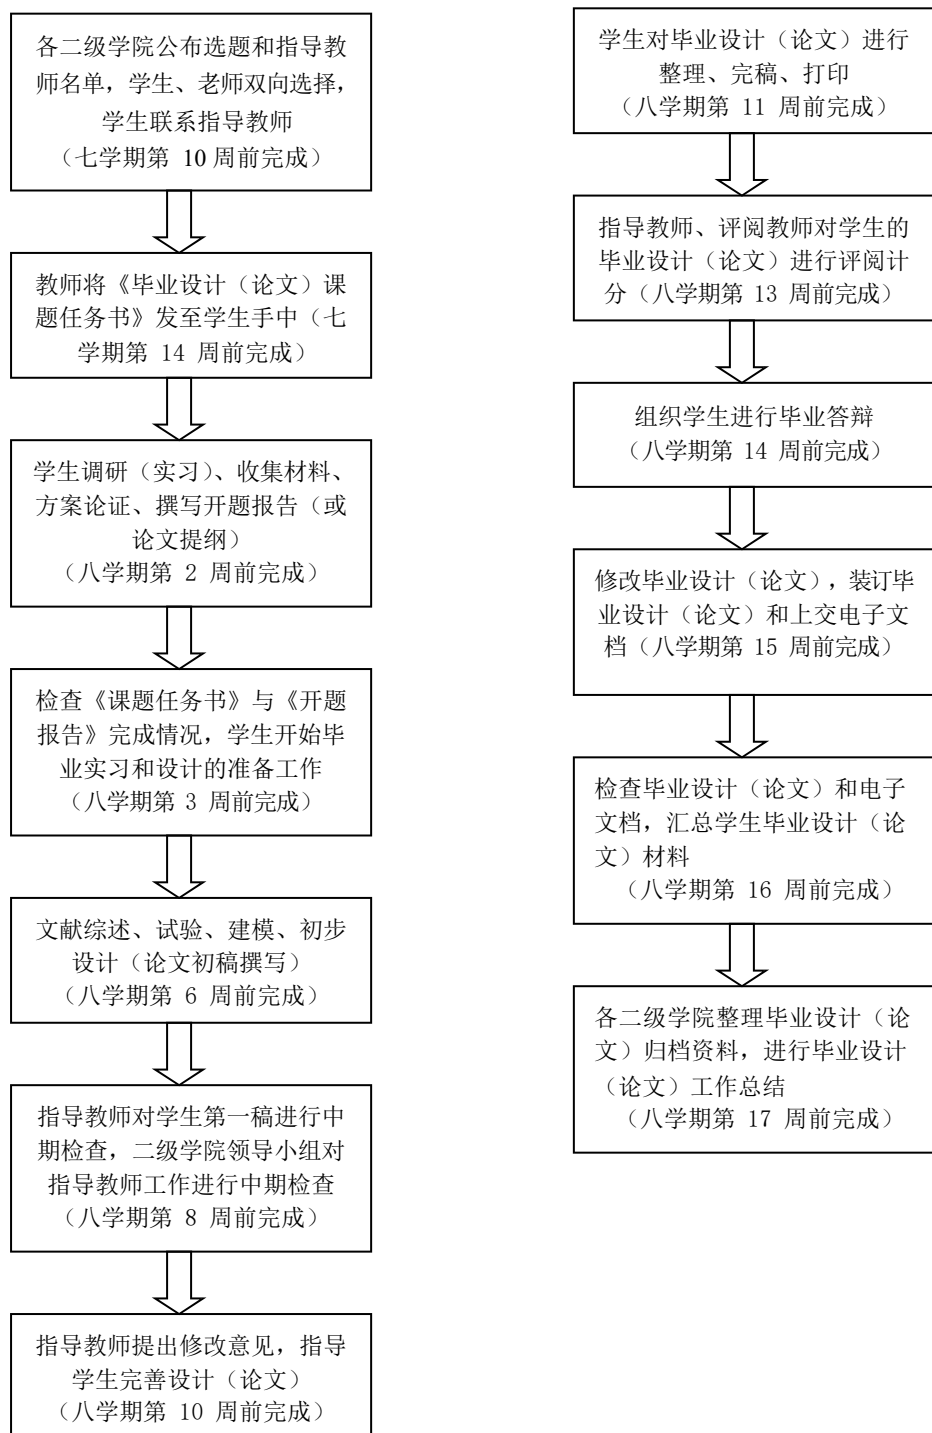 各二级学院公布选题和指导教
师名单，学生、老师双向选择，
学生联系指导教师
（七学期第 10 周前完成）
教师将《毕业设计（论文）课
题任务书》发至学生手中（七
学期第 14 周前完成）
学生调研（实习）、收集材料、
方案论证、撰写开题报告（或
论文提纲）
（八学期第 2 周前完成）
检查《课题任务书》与《开题
报告》完成情况，学生开始毕
业实习和设计的准备工作
（八学期第 3 周前完成）
文献综述、试验、建模、初步
设计（论文初稿撰写）
（八学期第 6 周前完成）
指导教师对学生第一稿进行中
期检查，二级学院领导小组对
指导教师工作进行中期检查
（八学期第 8 周前完成）
指导教师提出修改意见，指导
学生完善设计（论文）
（八学期第 10 周前完成）
学生对毕业设计（论文）进行
整理、完稿、打印
（八学期第 11 周前完成）
指导教师、评阅教师对学生的
毕业设计（论文）进行评阅计
分（八学期第 13 周前完成）
组织学生进行毕业答辩
（八学期第 14 周前完成）
修改毕业设计（论文），装订毕
业设计（论文）和上交电子文
档（八学期第 15 周前完成）
检查毕业设计（论文）和电子
文档，汇总学生毕业设计（论
文）材料
（八学期第 16 周前完成）
各二级学院整理毕业设计（论
文）归档资料，进行毕业设计
（论文）工作总结
（八学期第 17 周前完成）